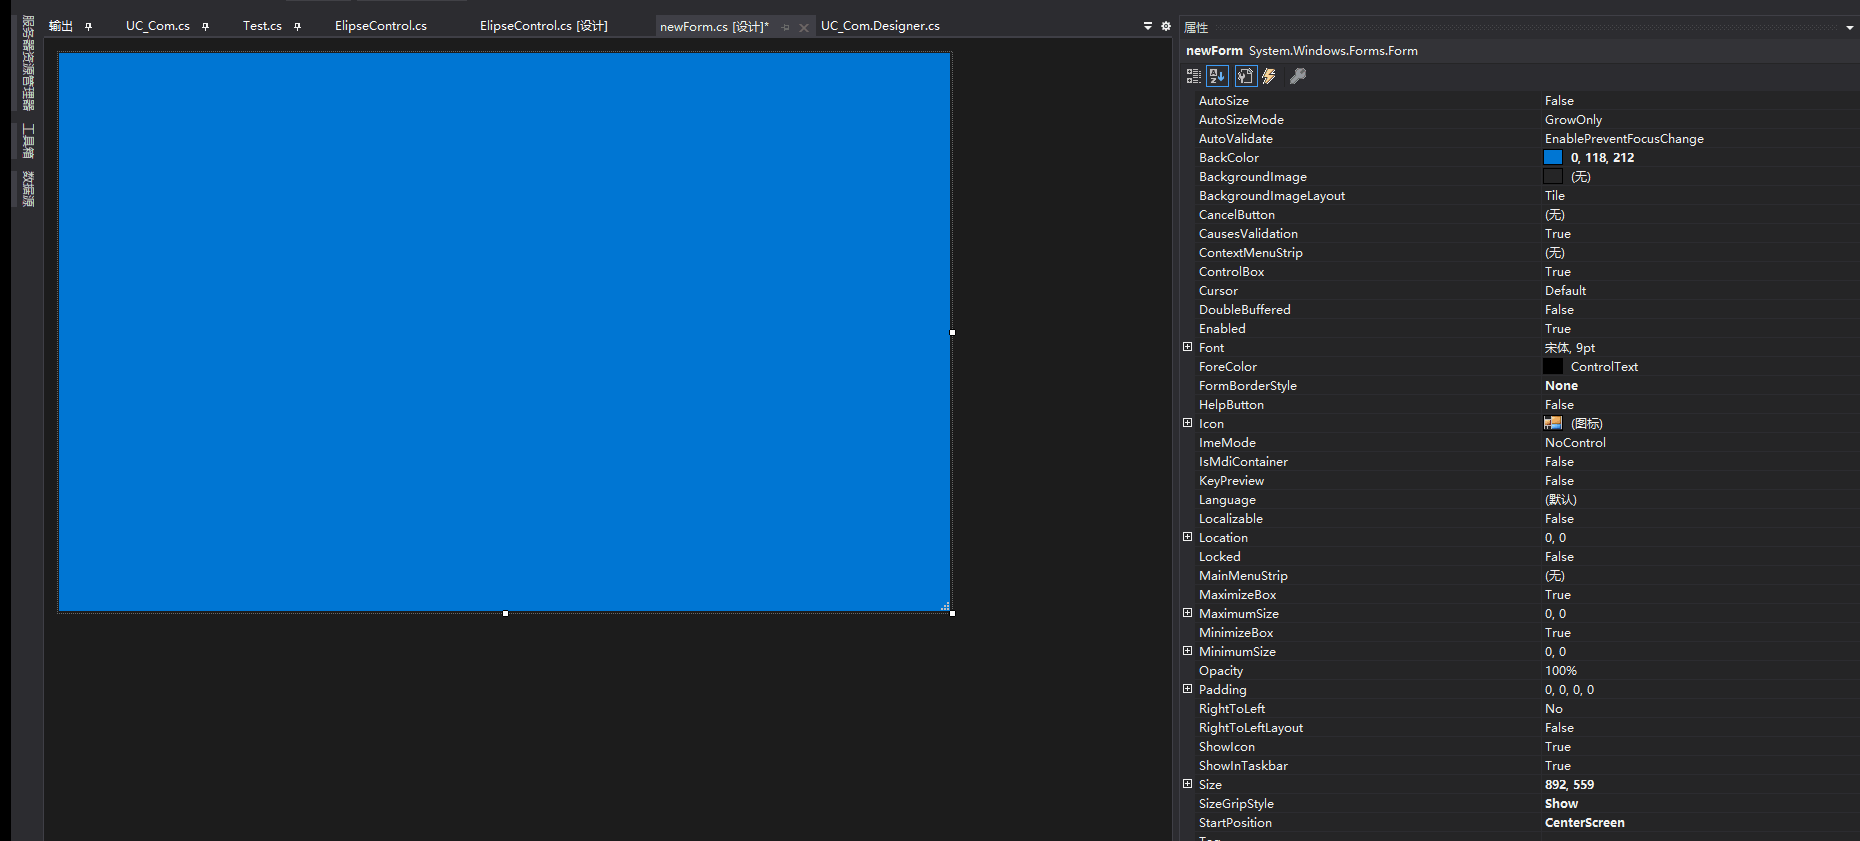 服务器资源管理器
工具箱
数据源
输出 UC_Com.cs Test.cs ElipseControl.cs ElipseControl.cs [设计] newForm.cs [设计]* UC_Com.Designer.cs
属性
newForm System.Windows.Forms.Form
AutoSize False
AutoSizeMode GrowOnly
AutoValidate EnablePreventFocusChange
BackColor 0, 118, 212
BackgroundImage (无)
BackgroundImageLayout Tile
CancelButton (无)
CausesValidation True
ContextMenuStrip (无)
ControlBox True
Cursor Default
DoubleBuffered False
Enabled True
Font 宋体, 9pt
ForeColor ControlText
FormBorderStyle None
HelpButton False
Icon (图标)
ImeMode NoControl
IsMdiContainer False
KeyPreview False
Language (默认)
Localizable False
Location 0, 0
Locked False
MainMenuStrip (无)
MaximizeBox True
MaximumSize 0, 0
MinimizeBox True
MinimumSize 0, 0
Opacity 100%
Padding 0, 0, 0, 0
RightToLeft No
RightToLeftLayout False
ShowIcon True
ShowInTaskbar True
Size 892, 559
SizeGripStyle Show
StartPosition CenterScreen